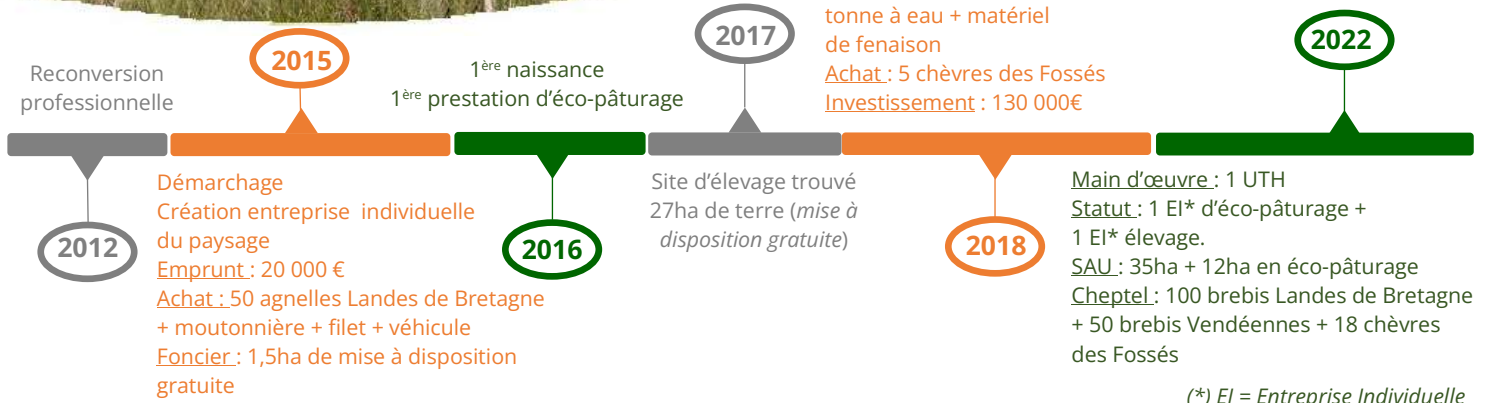 Reconversion
professionnelle
2012
2015
Démarchage
Création entreprise individuelle
du paysage
Emprunt : 20 000 €
Achat : 50 agnelles Landes de Bretagne
+ moutonnière + filet + véhicule
Foncier : 1,5ha de mise à disposition
gratuite
1ère naissance
1ère prestation d'éco-pâturage
2016
2017
Site d'élevage trouvé
27ha de terre (mise à
disposition gratuite)
tonne à eau + matériel
de fenaison
Achat : 5 chèvres des Fossés
Investissement : 130 000€
2018
2022
Main d'œuvre : 1 UTH
Statut : 1 EI* d'éco-pâturage +
1 EI* élevage.
SAU : 35ha + 12ha en éco-pâturage
Cheptel : 100 brebis Landes de Bretagne
+ 50 brebis Vendéennes + 18 chèvres
des Fossés
(*) EI = Entreprise Individuelle